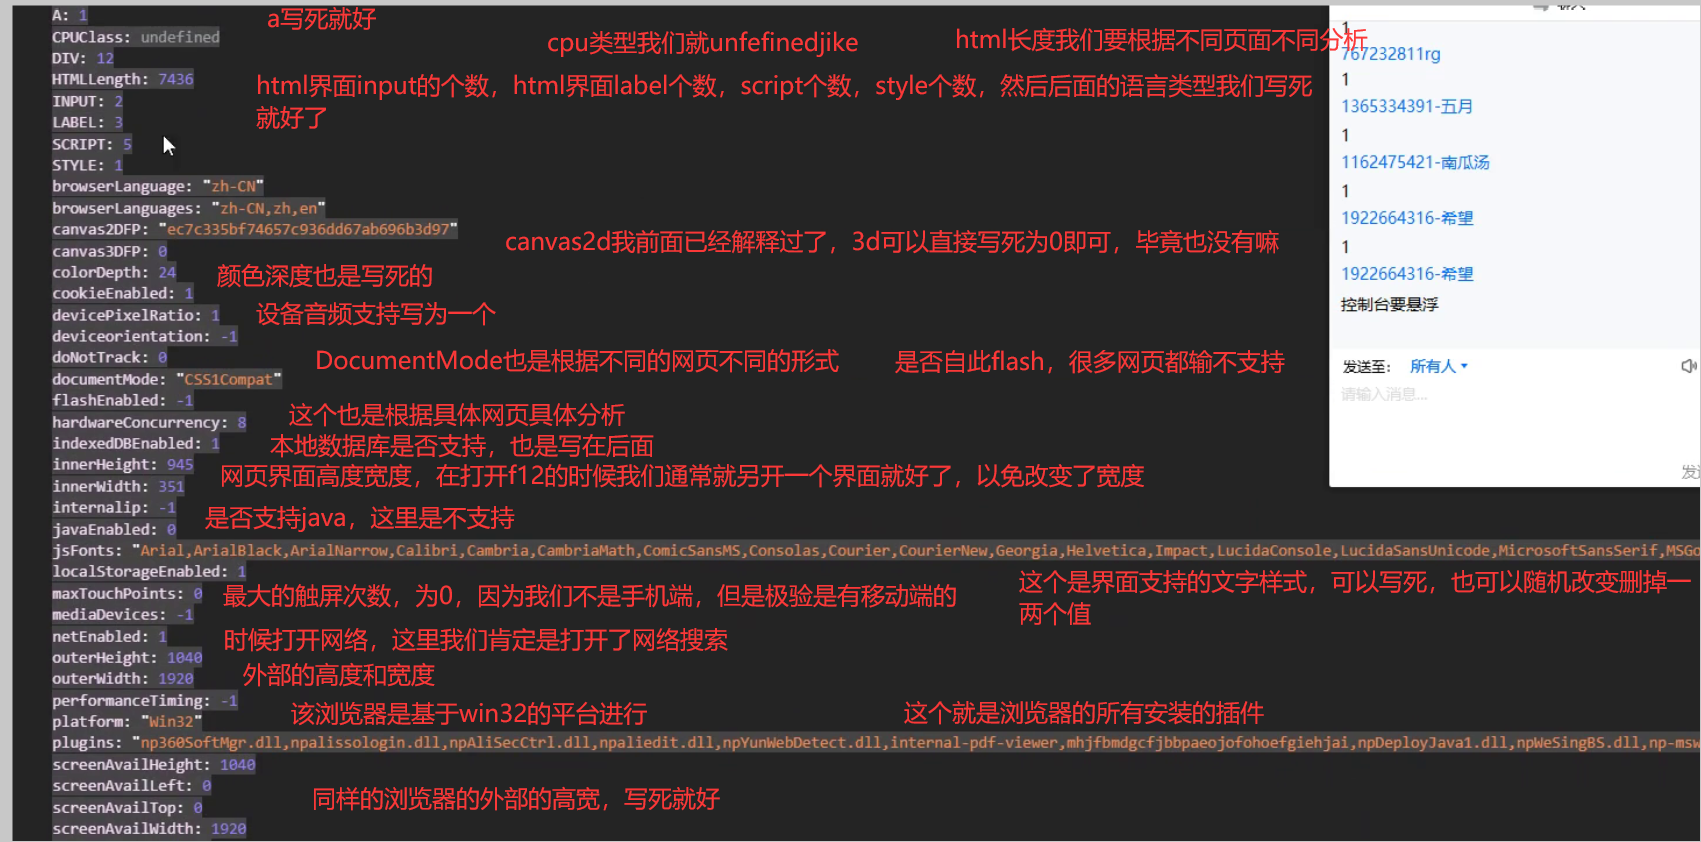 A: 1
a写死就好
CPUClass: undefined
cpu类型我们就unfefinedjike
html长度我们要根据不同页面不同分析
DIV: 12
HTMLLength: 7436
html界面input的个数，html界面label个数，script个数，style个数，然后后面的语言类型我们写死
就好了
INPUT: 2
LABEL: 3
SCRIPT: 5
STYLE: 1
browserLanguage: "zh-CN"
browserLanguages: "zh-CN,zh,en"
canvas2DFP: "ec7c335bf74657c936dd67ab696b3d97"
canvas2d我前面已经解释过了，3d可以直接写死为0即可，毕竟也没有嘛
canvas3DFP: 0
colorDepth: 24
颜色深度也是写死的
cookieEnabled: 1
devicePixelRatio: 1
设备音频支持写为一个
deviceorientation: -1
doNotTrack: 0
DocumentMode也是根据不同的网页不同的形式
是否自此flash，很多网页都输不支持
documentMode: "CSS1Compat"
flashEnabled: -1
这个也是根据具体网页具体分析
hardwareConcurrency: 8
indexedDBEnabled: 1
本地数据库是否支持，也是写在后面
innerHeight: 945
网页界面高度宽度，在打开f12的时候我们通常就另开一个界面就好了，以免改变了宽度
innerWidth: 351
internalip: -1
是否支持java，这里是不支持
javaEnabled: 0
jsFonts: "Arial,ArialBlack,ArialNarrow,Calibri,Cambria,CambriaMath,ComicSansMS,Consolas,Courier,CourierNew,Georgia,Helvetica,Impact,LucidaConsole,LucidaSansUnicode,MicrosoftSansSerif,MSGo
localStorageEnabled: 1
maxTouchPoints: 0
最大的触屏次数，为0，因为我们不是手机端，但是极验是有移动端的
这个是界面支持的文字样式，可以写死，也可以随机改变删掉一
两个值
mediaDevices: -1
netEnabled: 1
时候打开网络，这里我们肯定是打开了网络搜索
outerHeight: 1040
outerWidth: 1920
外部的高度和宽度
performanceTiming: -1
platform: "Win32"
该浏览器是基于win32的平台进行
这个就是浏览器的所有安装的插件
plugins: "np360SoftMgr.dll,npalissologin.dll,npAliSecCtrl.dll,npaliedit.dll,npYunWebDetect.dll,internal-pdf-viewer,mhjfbmdgcfjbbpaeojofohoefgiehjai,npDeployJava1.dll,npWeSingBS.dll,np-msw
screenAvailHeight: 1040
screenAvailLeft: 0
同样的浏览器的外部的高宽，写死就好
screenAvailTop: 0
screenAvailWidth: 1920
1
767232811rg
1
1365334391-五月
1
1162475421-南瓜汤
1
1922664316-希望
1
1922664316-希望
控制台要悬浮
发送至： 所有人
请输入消息...
发